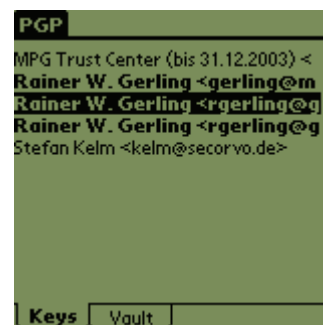 PGP
MPG Trust Center (bis 31.12.2003) <
Rainer W. Gerling <gerling@m
Rainer W. Gerling <rgerling@g
Rainer W. Gerling <rgerling@g
Stefan Kelm <kelm@secorvo.de>
Keys Vault